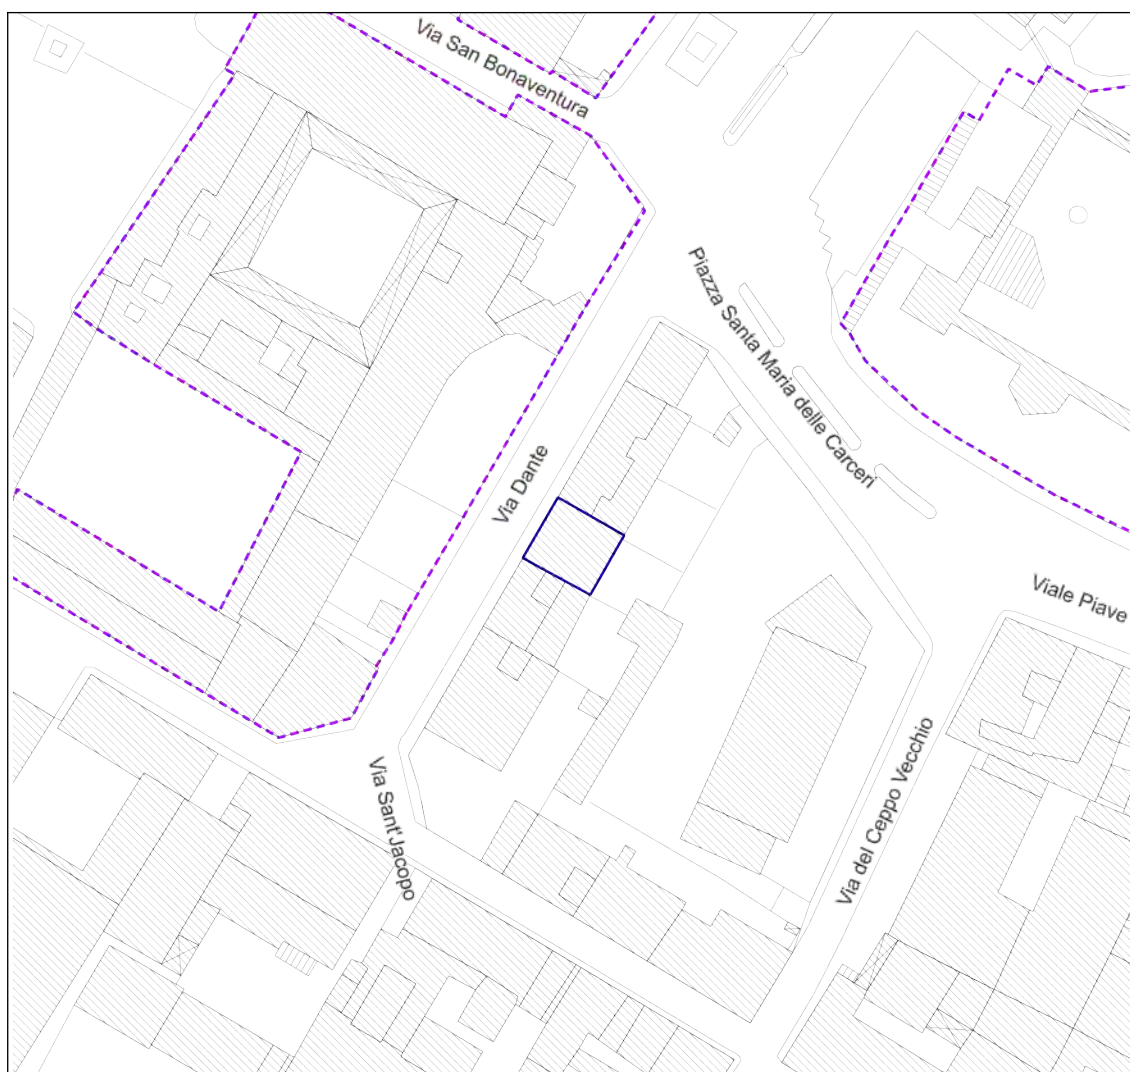 Via San Bonaventura
Piazza Santa Maria delle Carceri
Via Dante
Viale Piave
Via del Ceppo Vecchio
Via Sant'Jacopo